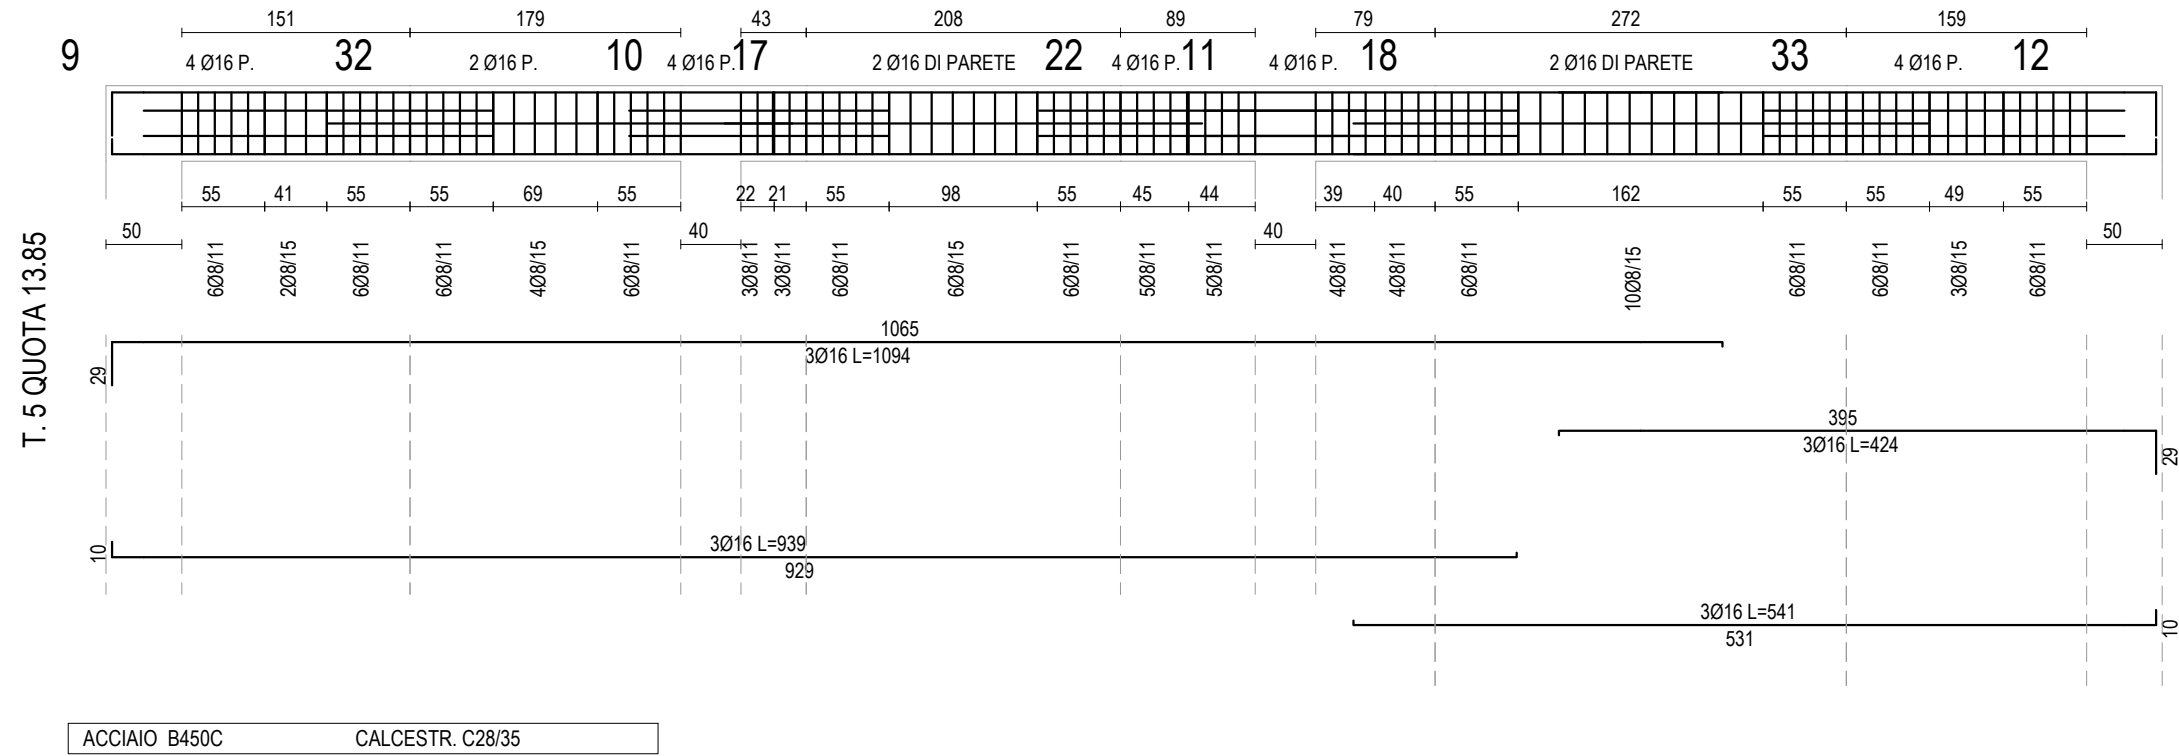 151 179 43 208 89 79 272 159
9 4 Ø16 P. 32 2 Ø16 P. 10 4 Ø16 P. 17 2 Ø16 DI PARETE 22 4 Ø16 P. 11 4 Ø16 P. 18 2 Ø16 DI PARETE 33 4 Ø16 P. 12
55 41 55 55 69 55 22 21 55 98 55 45 44 39 40 55 162 55 55 49 55
50 40 40 50
6Ø8/11 2Ø8/15 6Ø8/11 6Ø8/11 4Ø8/15 6Ø8/11 3Ø8/11 3Ø8/11 6Ø8/11 6Ø8/15 6Ø8/11 5Ø8/11 5Ø8/11 4Ø8/11 4Ø8/11 6Ø8/11 10Ø8/15 6Ø8/11 6Ø8/11 3Ø8/15 6Ø8/11
T. 5 QUOTA 13.85
1065
3Ø16 L=1094
29
395
3Ø16 L=424
29
3Ø16 L=939
10
929
3Ø16 L=541
10
531
ACCIAIO B450C CALCESTR. C28/35